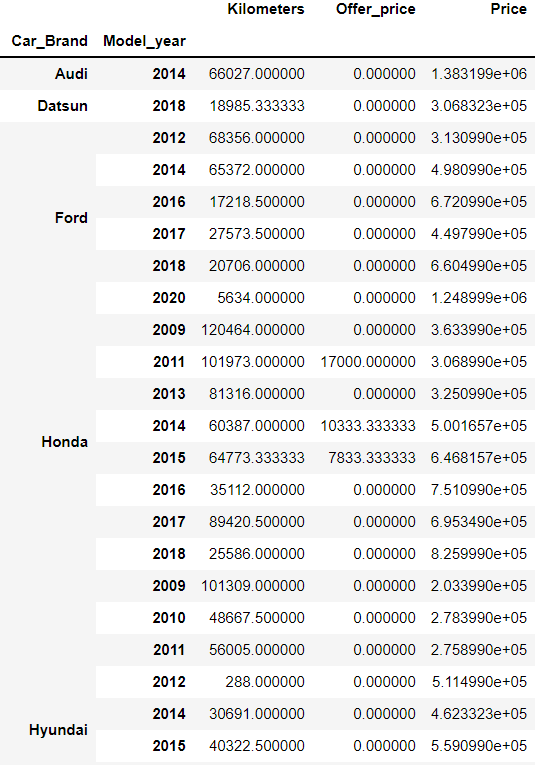 Kilometers Offer_price Price
Car_Brand Model_year
Audi 2014 66027.000000 0.000000 1.383199e+06
Datsun 2018 18985.333333 0.000000 3.068323e+05
2012 68356.000000 0.000000 3.130990e+05
2014 65372.000000 0.000000 4.980990e+05
2016 17218.500000 0.000000 6.720990e+05
Ford
2017 27573.500000 0.000000 4.497990e+05
2018 20706.000000 0.000000 6.604990e+05
2020 5634.000000 0.000000 1.248999e+06
2009 120464.000000 0.000000 3.633990e+05
2011 101973.000000 17000.000000 3.068990e+05
2013 81316.000000 0.000000 3.250990e+05
2014 60387.000000 10333.333333 5.001657e+05
Honda
2015 64773.333333 7833.333333 6.468157e+05
2016 35112.000000 0.000000 7.510990e+05
2017 89420.500000 0.000000 6.953490e+05
2018 25586.000000 0.000000 8.259990e+05
2009 101309.000000 0.000000 2.033990e+05
2010 48667.500000 0.000000 2.783990e+05
2011 56005.000000 0.000000 2.758990e+05
2012 288.000000 0.000000 5.114990e+05
2014 30691.000000 0.000000 4.623323e+05
Hyundai
2015 40322.500000 0.000000 5.590990e+05